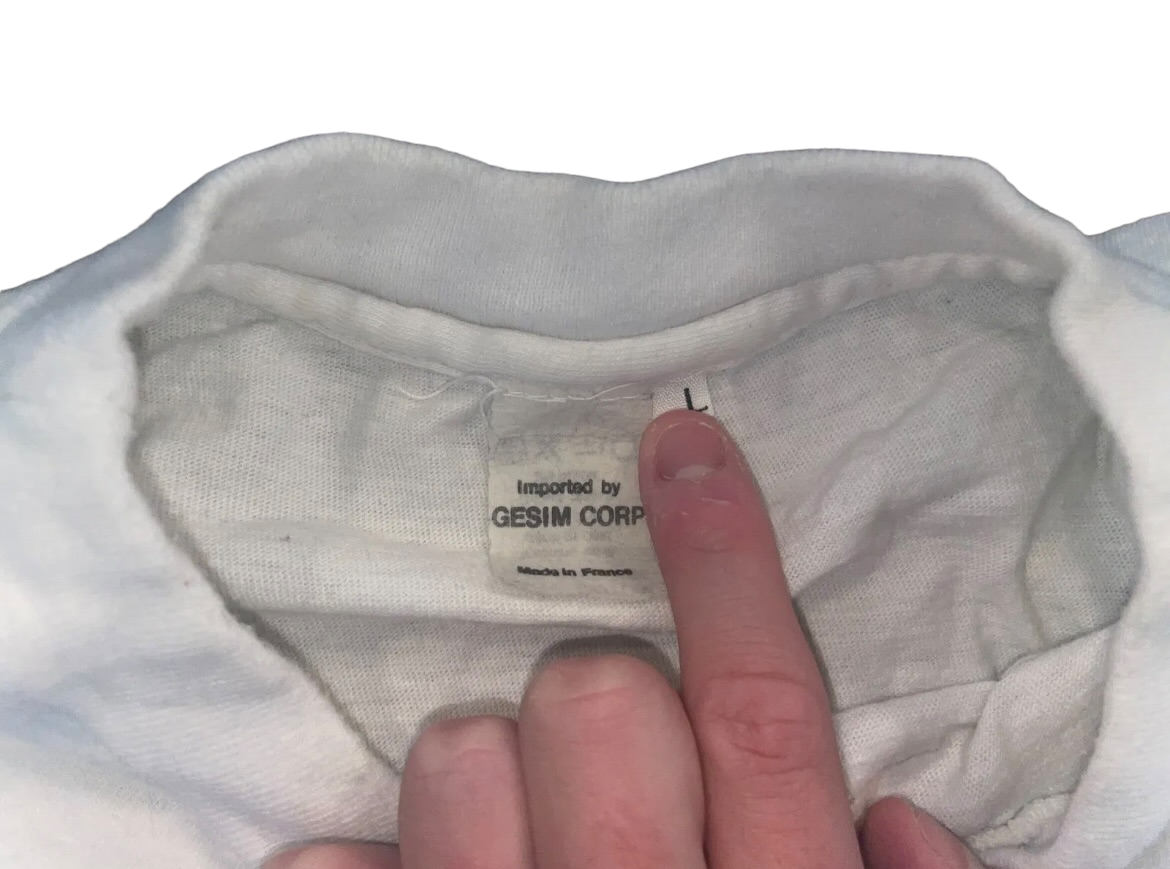 L
Imported by
GESIM CORP
Made in France